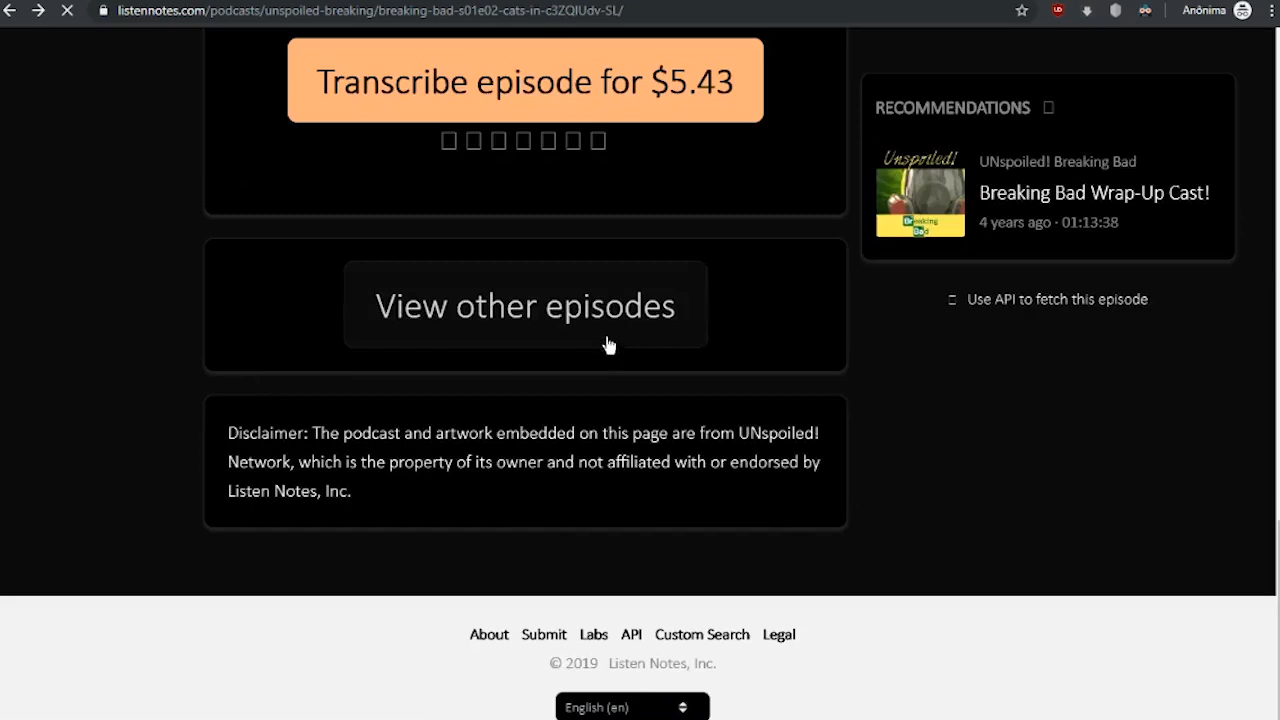 listennotes.com/podcasts/unspoiled-breaking/breaking-bad-s01e02-cats-in-c3ZQIUdv-SL/
Anônima
Transcribe episode for $5.43
RECOMMENDATIONS
Unspoiled!
Breaking
Bad
UNspoiled! Breaking Bad
Breaking Bad Wrap-Up Cast!
4 years ago · 01:13:38
View other episodes
Use API to fetch this episode
Disclaimer: The podcast and artwork embedded on this page are from UNspoiled!
Network, which is the property of its owner and not affiliated with or endorsed by
Listen Notes, Inc.
About Submit Labs API Custom Search Legal
© 2019 Listen Notes, Inc.
English (en)